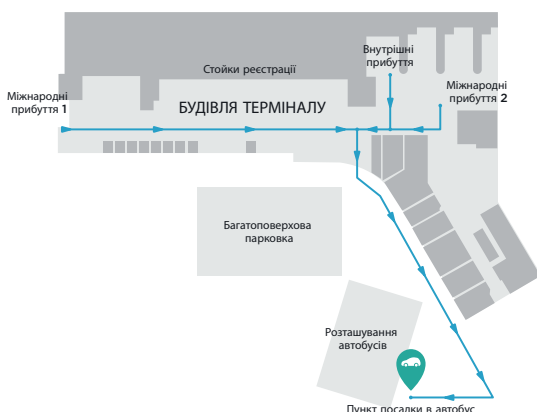 Внутрішні
прибуття
Стойки реєстрації
Міжнародні
прибуття 2
Міжнародні
прибуття 1
БУДІВЛЯ ТЕРМІНАЛУ
Багатоповерхова
парковка
Розташування
автобусів
Пункт посадки в автобус